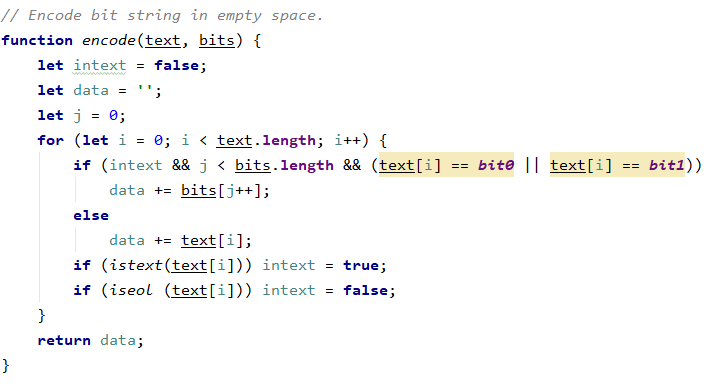 // Encode bit string in empty space.
function encode(text, bits) {
    let intext = false;
    let data = '';
    let j = 0;
    for (let i = 0; i < text.length; i++) {
        if (intext && j < bits.length && (text[i] == bit0 || text[i] == bit1))
            data += bits[j++];
        else
            data += text[i];
        if (istext(text[i])) intext = true;
        if (iseol (text[i])) intext = false;
    }
    return data;
}